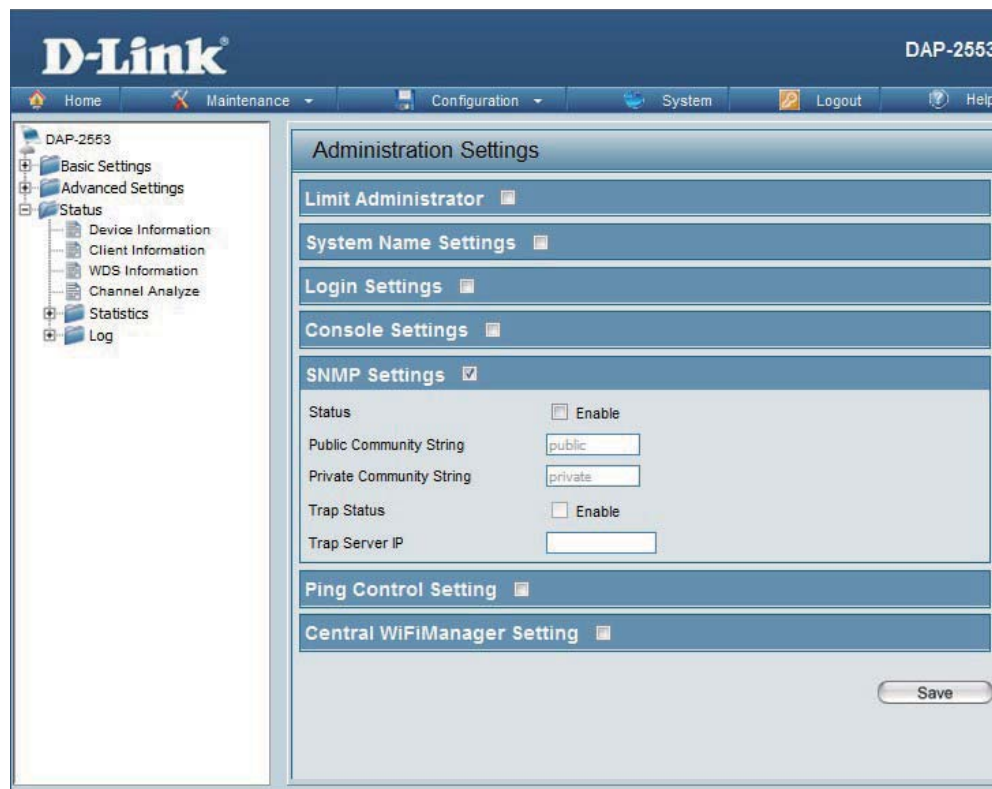 D-Link
DAP-2553
Home Maintenance Configuration System Logout Help
DAP-2553
Basic Settings
Advanced Settings
Status
Device Information
Client Information
WDS Information
Channel Analyze
Statistics
Log
Administration Settings
Limit Administrator
System Name Settings
Login Settings
Console Settings
SNMP Settings
Status Enable
Public Community String public
Private Community String private
Trap Status Enable
Trap Server IP
Ping Control Setting
Central WiFiManager Setting
Save